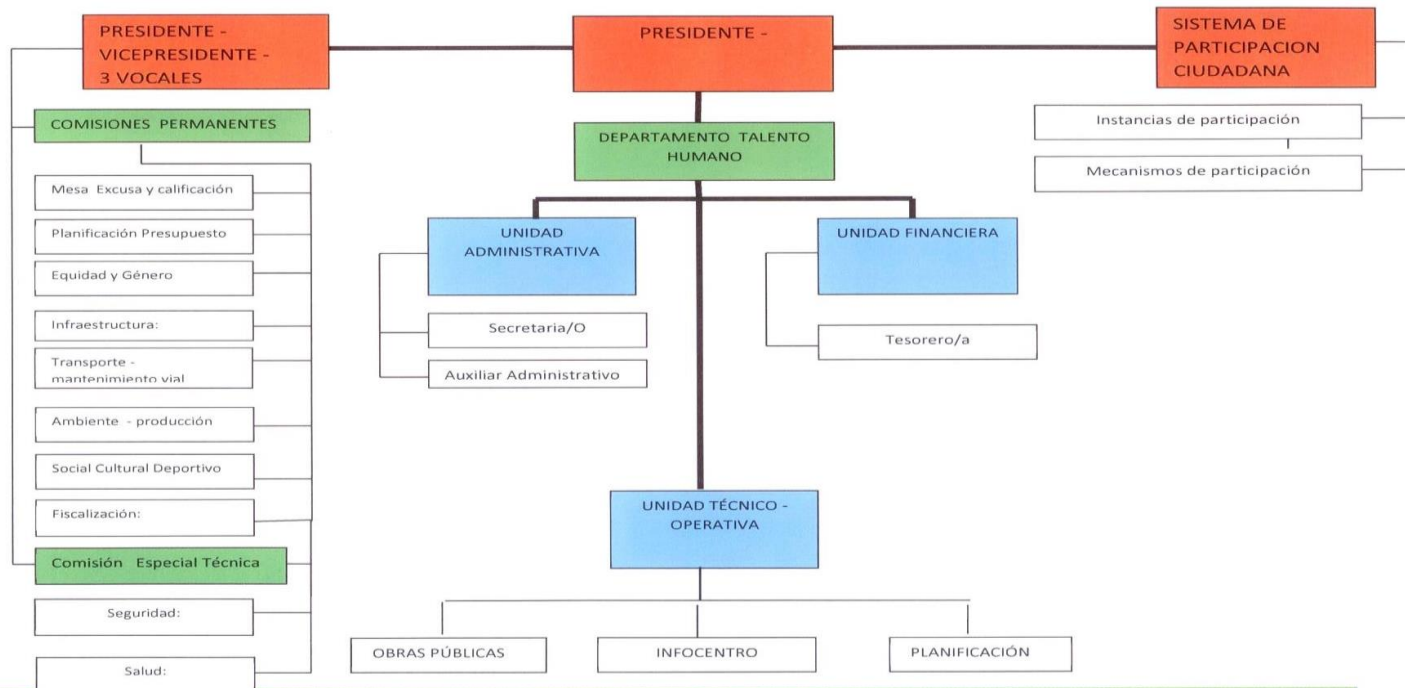 PRESIDENTE -
VICEPRESIDENTE -
3 VOCALES
PRESIDENTE -
SISTEMA DE
PARTICIPACION
CIUDADANA
COMISIONES PERMANENTES
DEPARTAMENTO TALENTO
HUMANO
Instancias de participación
Mecanismos de participación
Mesa Excusa y calificación
Planificación Presupuesto
Equidad y Género
Infraestructura:
Transporte -
mantenimiento vial
Ambiente - producción
Social Cultural Deportivo
Fiscalización:
Comisión Especial Técnica
Seguridad:
Salud:
UNIDAD
ADMINISTRATIVA
Secretaria/O
Auxiliar Administrativo
UNIDAD FINANCIERA
Tesorero/a
UNIDAD TÉCNICO -
OPERATIVA
OBRAS PÚBLICAS
INFOCENTRO
PLANIFICACIÓN